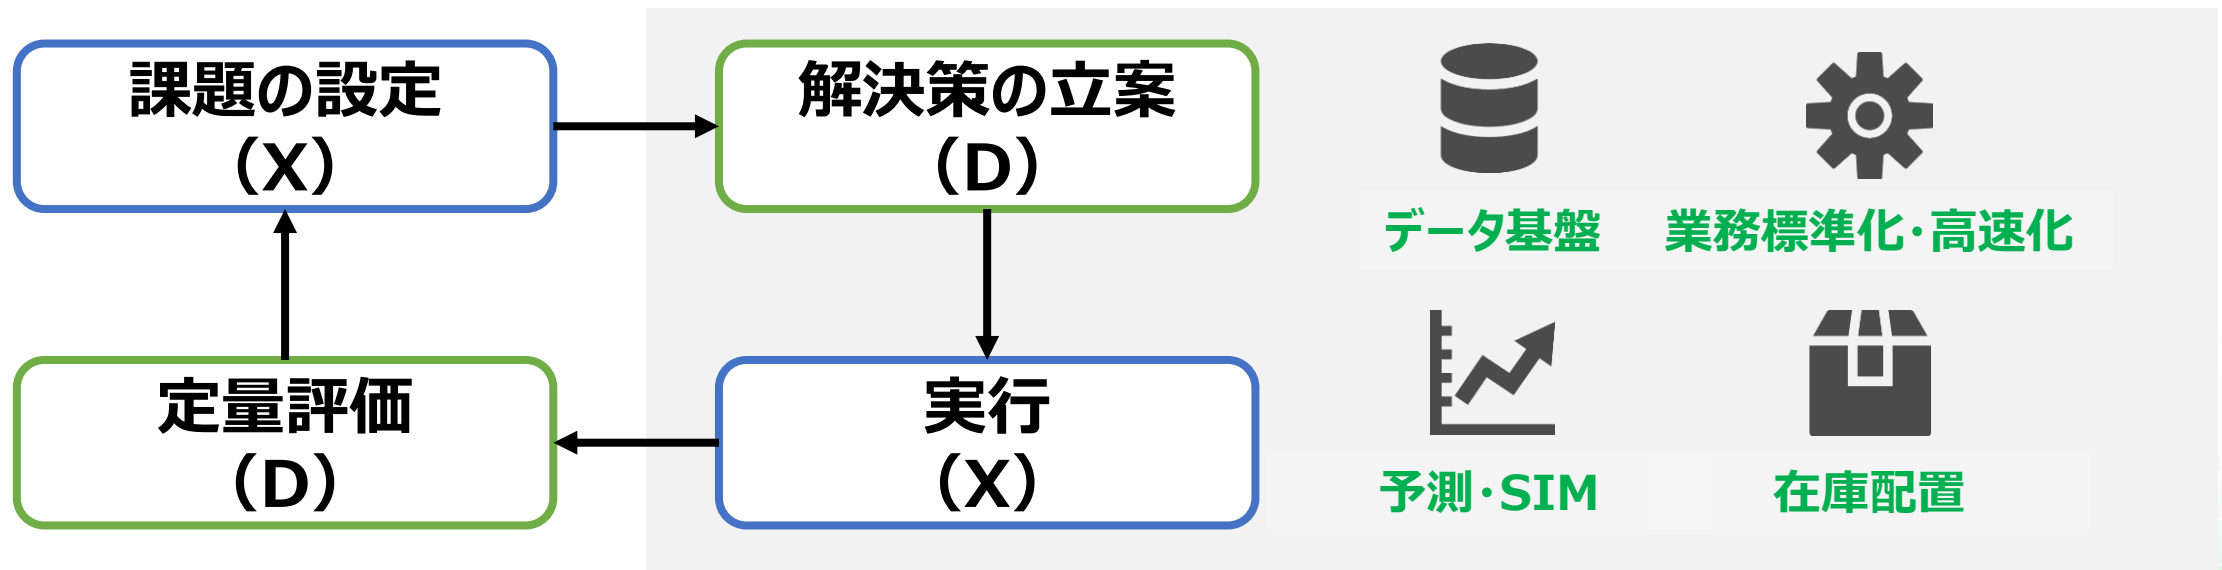 課題の設定
（X）
解決策の立案
（D）
データ基盤
業務標準化・高速化
定量評価
（D）
実行
（X）
予測・SIM
在庫配置